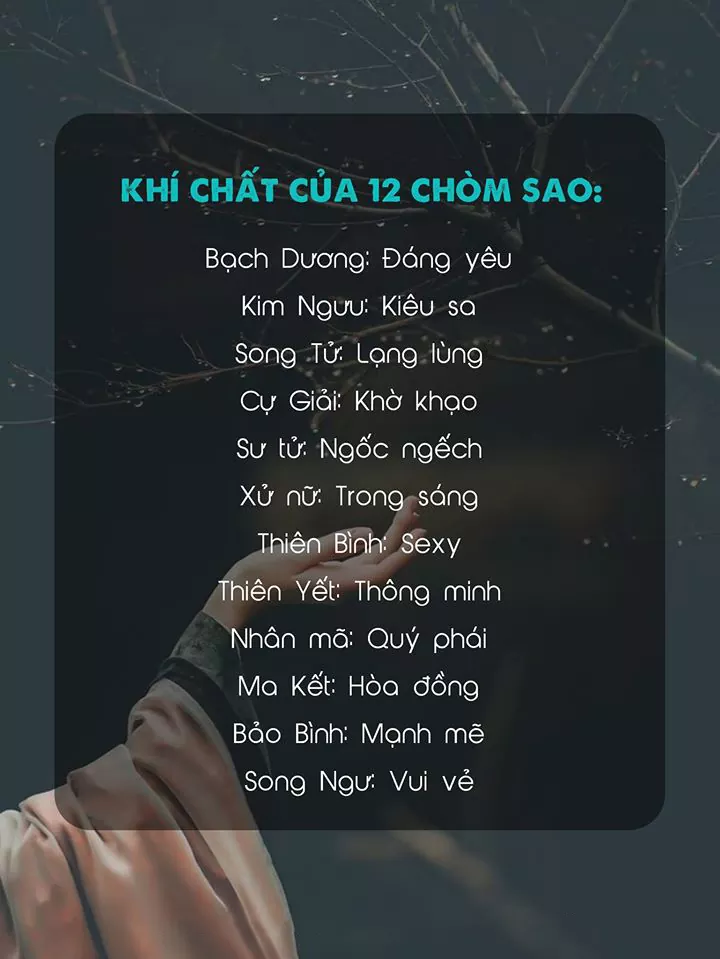 KHÍ CHẤT CỦA 12 CHÒM SAO:
Bạch Dương: Đáng yêu
Kim Ngưu: Kiêu sa
Song Tử: Lạng lùng
Cự Giải: Khờ khạo
Sư tử: Ngốc ngếch
Xử nữ: Trong sáng
Thiên Bình: Sexy
Thiên Yết: Thông minh
Nhân mã: Quý phái
Ma Kết: Hòa đồng
Bảo Bình: Mạnh mẽ
Song Ngư: Vui vẻ